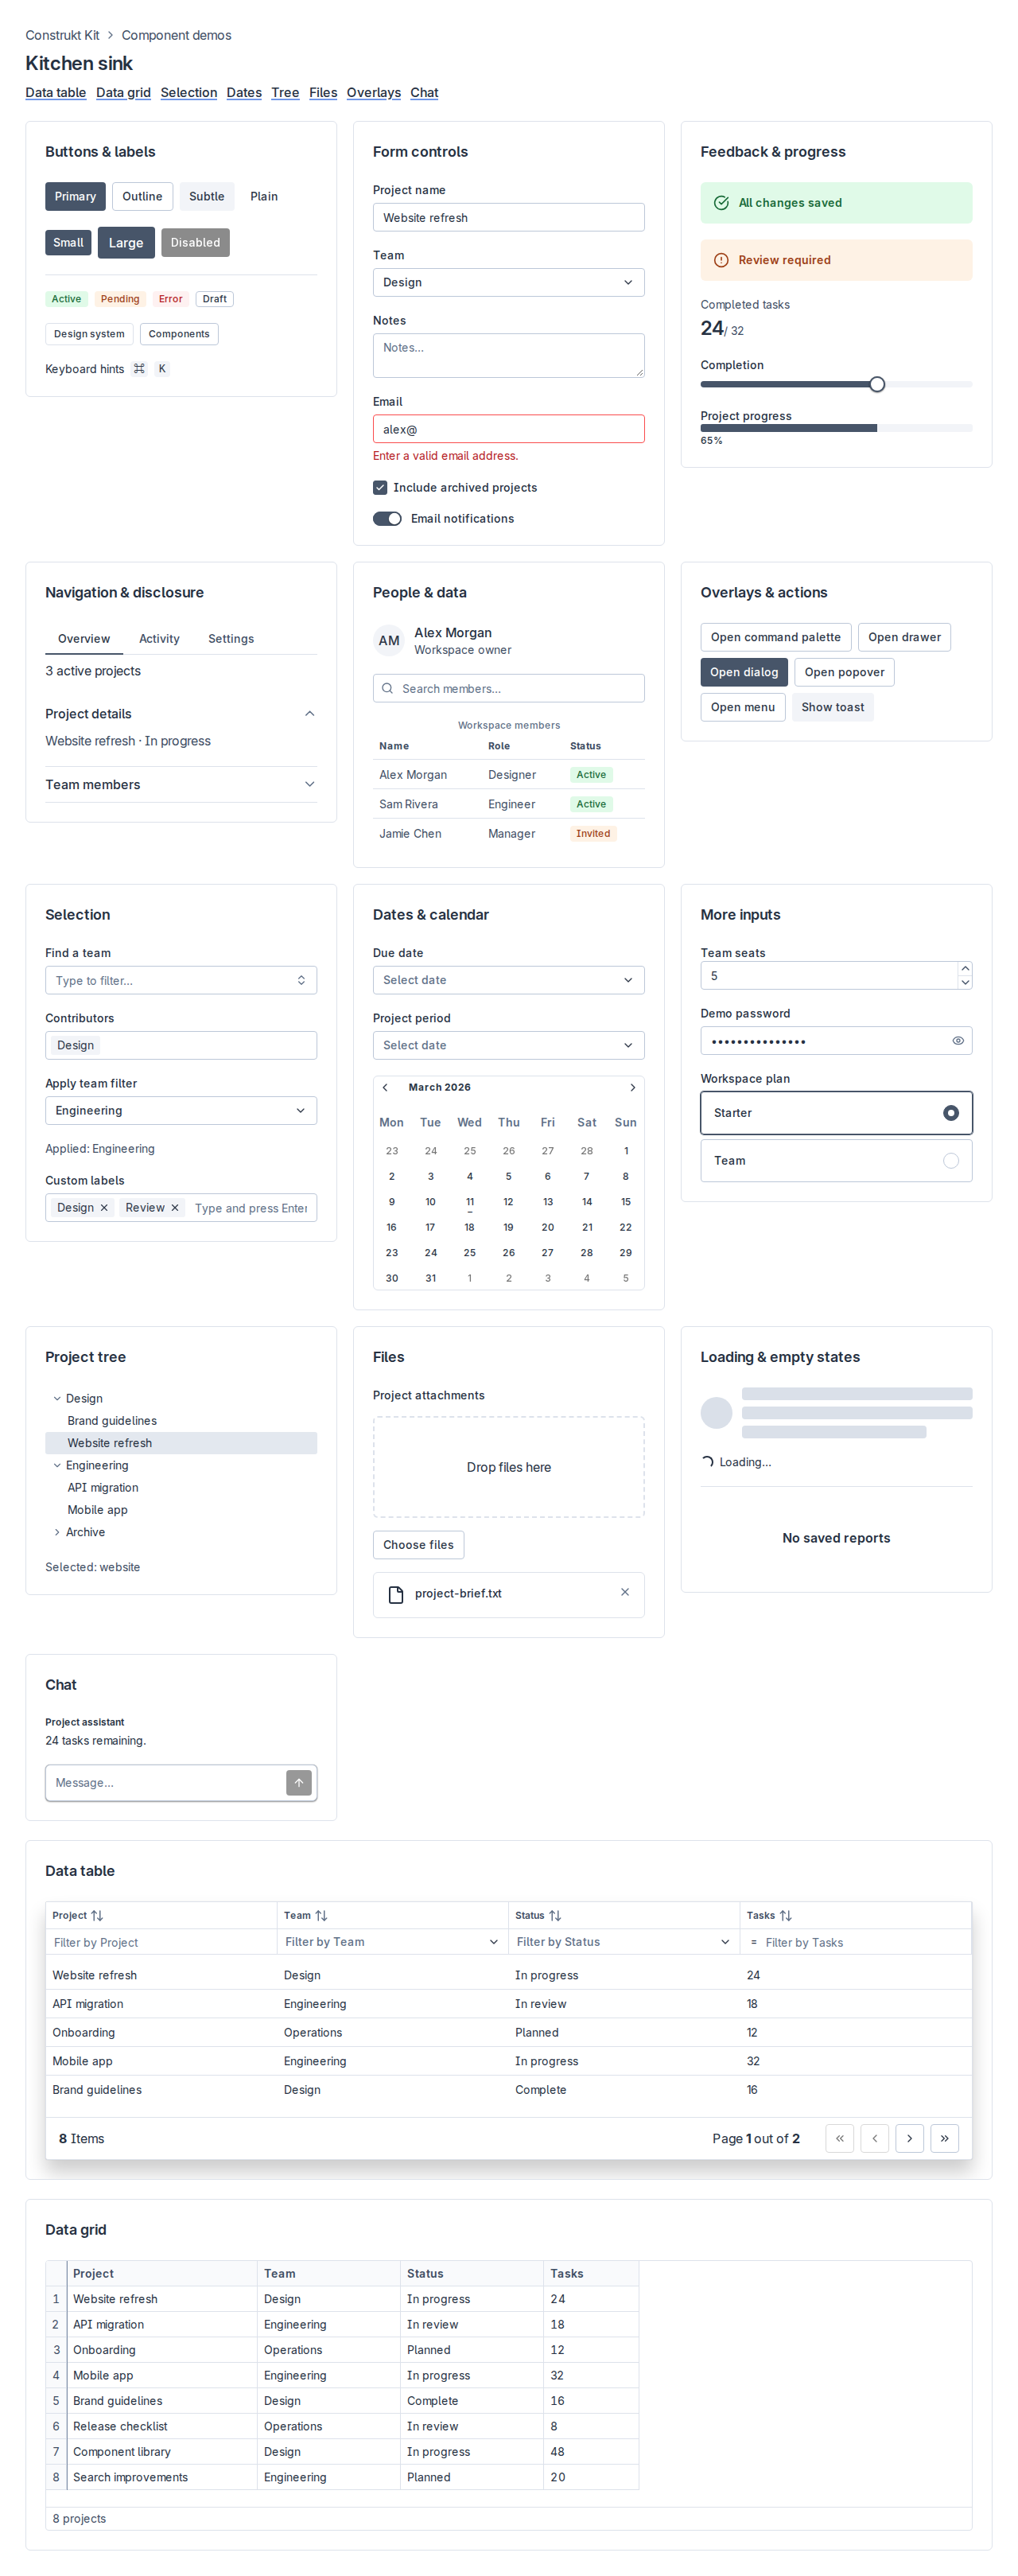 Construkt Kit > Component demos
Kitchen sink
Data table Data grid Selection Dates Tree Files Overlays Chat
Buttons & labels
Primary Outline Subtle Plain
Small Large Disabled
Active Pending Error Draft
Design system Components
Keyboard hints ⌘ K
Form controls
Project name
Website refresh
Team
Design
Notes
Notes...
Email
alex@
Enter a valid email address.
Include archived projects
Email notifications
Feedback & progress
All changes saved
Review required
Completed tasks
24/ 32
Completion
Project progress
65%
Navigation & disclosure
Overview Activity Settings
3 active projects
Project details
Website refresh · In progress
Team members
People & data
AM
Alex Morgan
Workspace owner
Search members...
Workspace members
Name Role Status
Alex Morgan Designer Active
Sam Rivera Engineer Active
Jamie Chen Manager Invited
Overlays & actions
Open command palette Open drawer
Open dialog Open popover
Open menu Show toast
Selection
Find a team
Type to filter...
Contributors
Design
Apply team filter
Engineering
Applied: Engineering
Custom labels
Design Review Type and press Enter
Dates & calendar
Due date
Select date
Project period
Select date
March 2026
Mon Tue Wed Thu Fri Sat Sun
23 24 25 26 27 28 1
2 3 4 5 6 7 8
9 10 11 12 13 14 15
16 17 18 19 20 21 22
23 24 25 26 27 28 29
30 31 1 2 3 4 5
More inputs
Team seats
5
Demo password
•••••••••••••••
Workspace plan
Starter
Team
Project tree
Design
Brand guidelines
Website refresh
Engineering
API migration
Mobile app
Archive
Selected: website
Files
Project attachments
Drop files here
Choose files
project-brief.txt
Loading & empty states
Loading...
No saved reports
Chat
Project assistant
24 tasks remaining.
Message...
Data table
Project Team Status Tasks
Filter by Project Filter by Team Filter by Status = Filter by Tasks
Website refresh Design In progress 24
API migration Engineering In review 18
Onboarding Operations Planned 12
Mobile app Engineering In progress 32
Brand guidelines Design Complete 16
8 Items Page 1 out of 2
Data grid
Project Team Status Tasks
1 Website refresh Design In progress 24
2 API migration Engineering In review 18
3 Onboarding Operations Planned 12
4 Mobile app Engineering In progress 32
5 Brand guidelines Design Complete 16
6 Release checklist Operations In review 8
7 Component library Design In progress 48
8 Search improvements Engineering Planned 20
8 projects